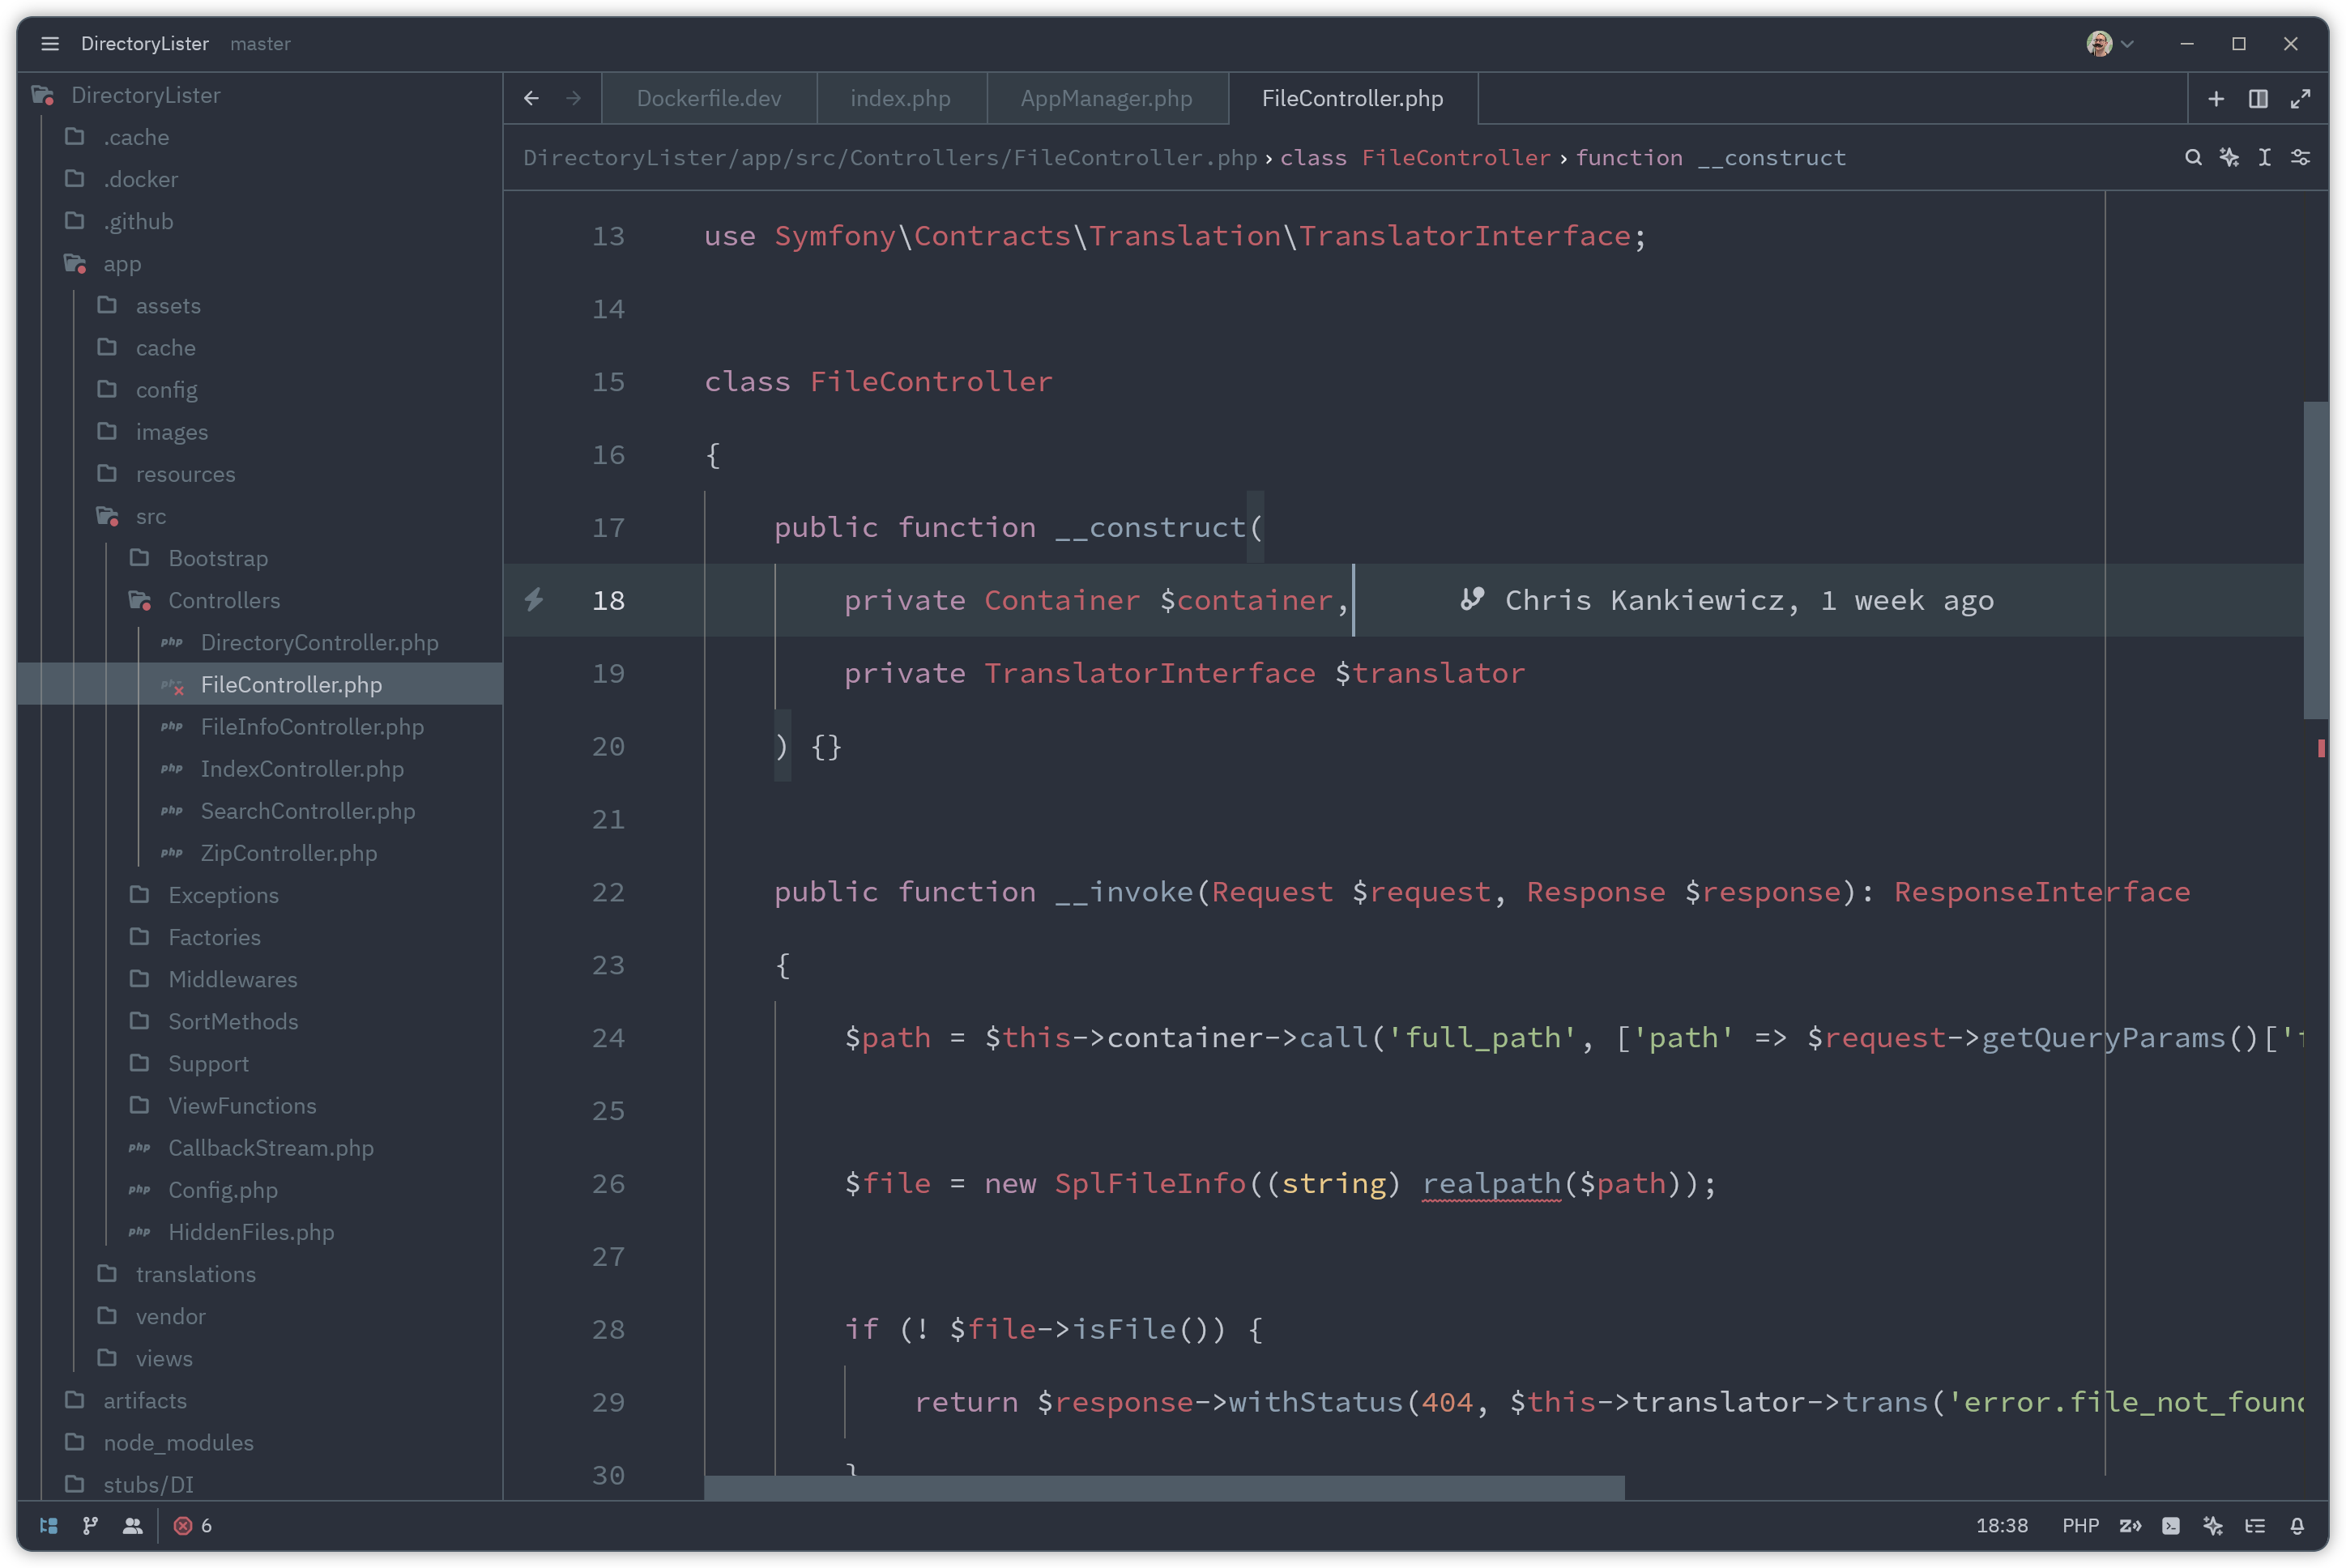 DirectoryLister master
DirectoryLister
.cache
.docker
.github
app
assets
cache
config
images
resources
src
Bootstrap
Controllers
php DirectoryController.php
FileController.php
php FileInfoController.php
php IndexController.php
php SearchController.php
php ZipController.php
Exceptions
Factories
Middlewares
SortMethods
Support
ViewFunctions
php CallbackStream.php
php Config.php
php HiddenFiles.php
translations
vendor
views
artifacts
node_modules
stubs/DI
Dockerfile.dev index.php AppManager.php FileController.php
DirectoryLister/app/src/Controllers/FileController.php › class FileController › function __construct
13 use Symfony\Contracts\Translation\TranslatorInterface;
14
15 class FileController
16 {
17 public function __construct(
18 private Container $container, Chris Kankiewicz, 1 week ago
19 private TranslatorInterface $translator
20 ) {}
21
22 public function __invoke(Request $request, Response $response): ResponseInterface
23 {
24 $path = $this->container->call('full_path', ['path' => $request->getQueryParams()['
25
26 $file = new SplFileInfo((string) realpath($path));
27
28 if (! $file->isFile()) {
29 return $response->withStatus(404, $this->translator->trans('error.file_not_found
30 }
6
18:38 PHP